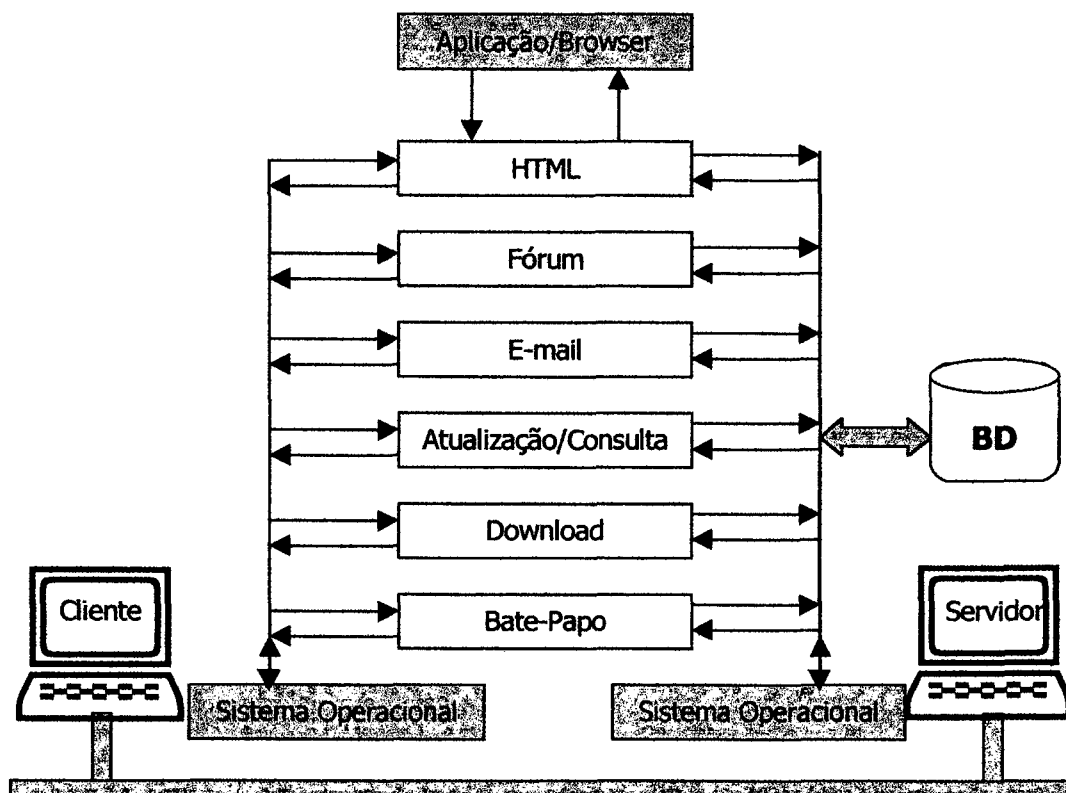 Aplicação/Browser
HTML
Fórum
E-mail
Atualização/Consulta
BD
Download
Cliente
Bate-Papo
Servidor
Sistema Operacional
Sistema Operacional